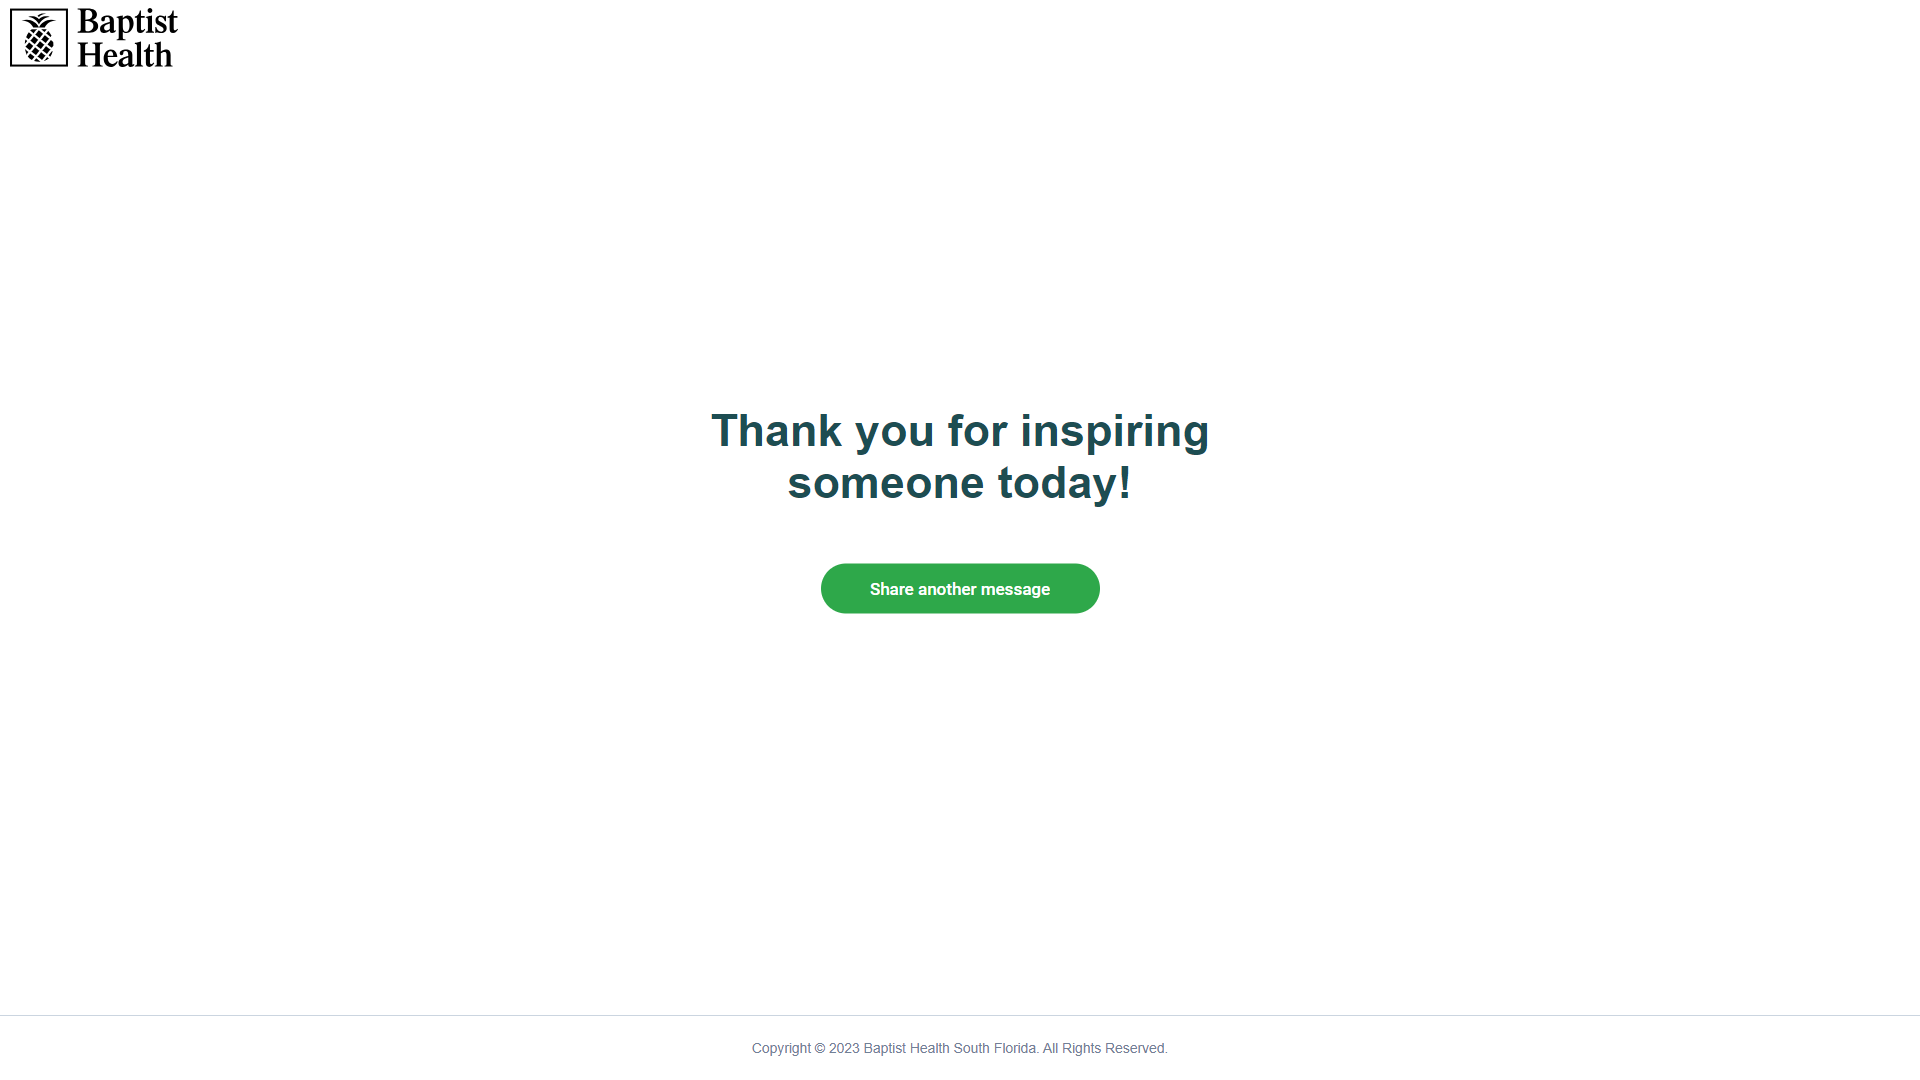 Baptist
Health
Thank you for inspiring
someone today!
Share another message
Copyright © 2023 Baptist Health South Florida. All Rights Reserved.